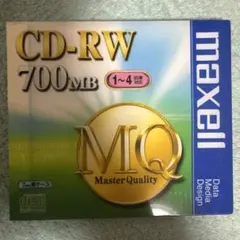 CD-RW
700MB
1~4
maxell
Data
Media
Design
MQ
Master Quality